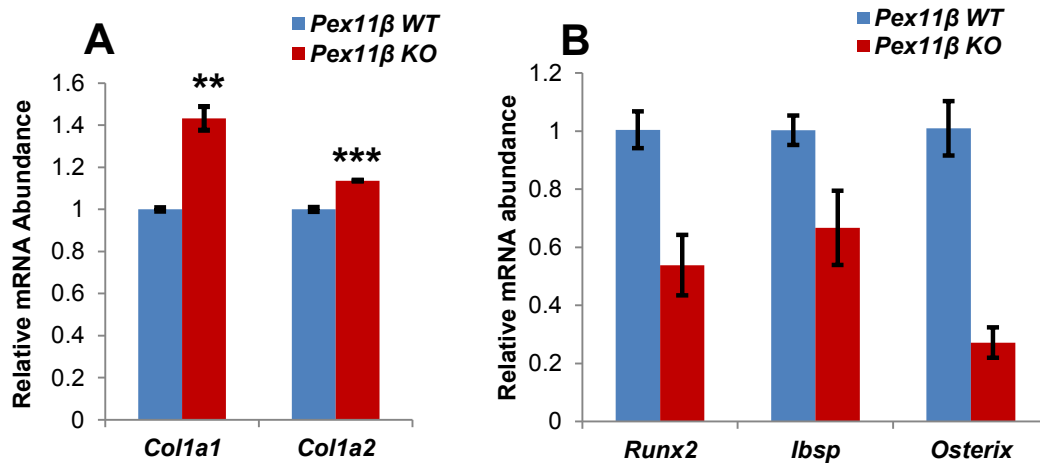 A
Pex11β WT
Pex11β KO
Relative mRNA Abundance
1.6
1.4
1.2
1
0.8
0.6
0.4
0.2
0
**
***
Col1a1
Col1a2
B
Pex11β WT
Pex11β KO
Relative mRNA abundance
1.2
1
0.8
0.6
0.4
0.2
0
Runx2
Ibsp
Osterix